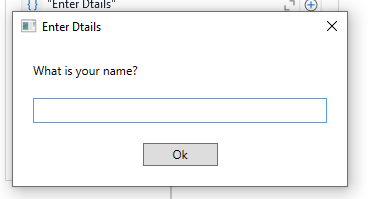 {} "Enter Dtails"
Enter Dtails
What is your name?
Ok